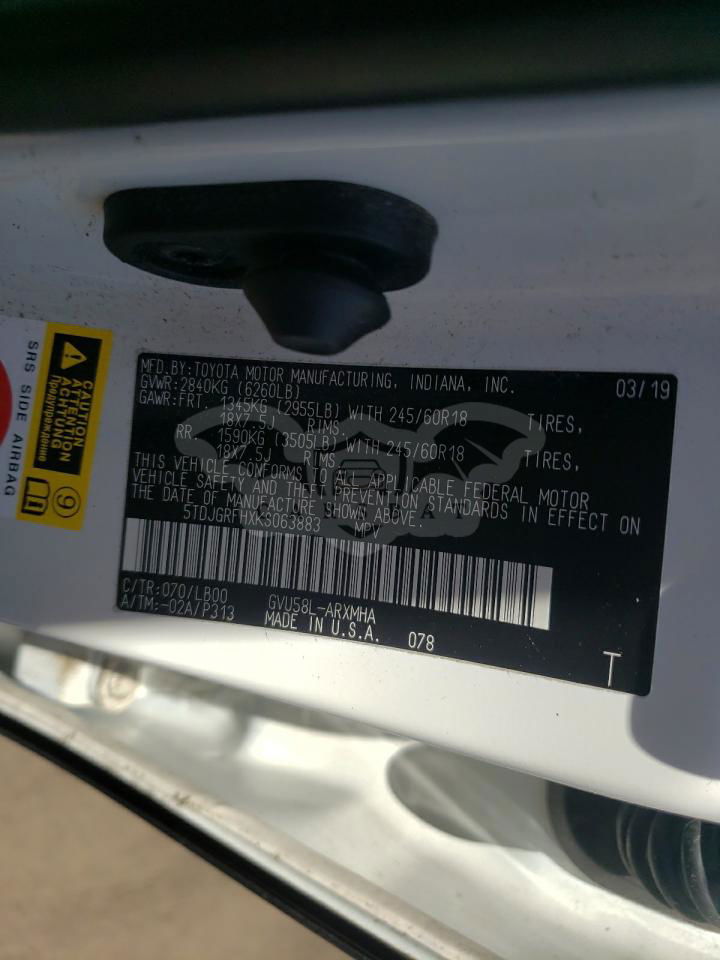 MFD.BY:TOYOTA MOTOR MANUFACTURING, INDIANA, INC. 03/19
GVWR:2840KG (6260LB)
GAWR:FRT. 1345KG (2955LB) WITH 245/60R18 TIRES,
18X7.5J RIMS,
RR. 1590KG (3505LB) WITH 245/60R18 TIRES,
18X7.5J RIMS
THIS VEHICLE CONFORMS TO ALL APPLICABLE FEDERAL MOTOR
VEHICLE SAFETY AND THEFT PREVENTION STANDARDS IN EFFECT ON
THE DATE OF MANUFACTURE SHOWN ABOVE.
5TDJGRFHXKS063883 MPV
C/TR:070/LB00 GVU58L-ARXMHA
A/TM:-02A/P313 MADE IN U.S.A. 078
T
CAUTION
ATTENTION
ACHTUNG
Предупреждение
9
SRS SIDE AIRBAG